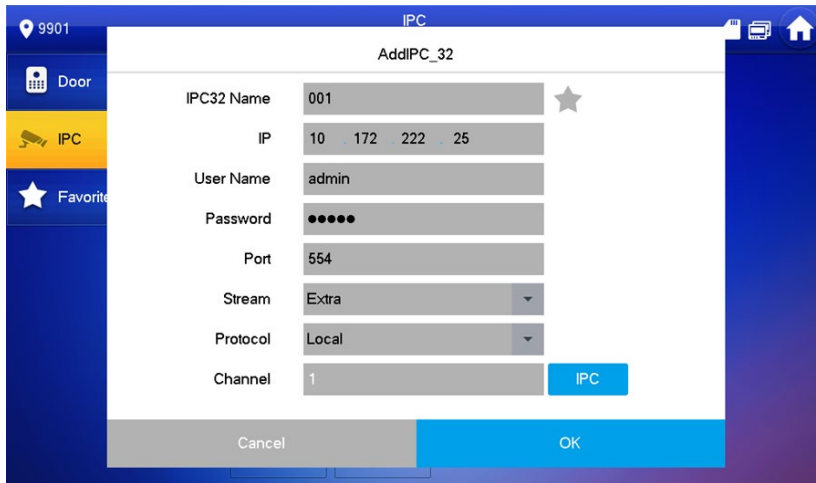 9901
IPC
Door
IPC
Favorite
AddIPC_32
IPC32 Name 001
IP 10 . 172 . 222 . 25
User Name admin
Password ●●●●●
Port 554
Stream Extra
Protocol Local
Channel 1 IPC
Cancel OK